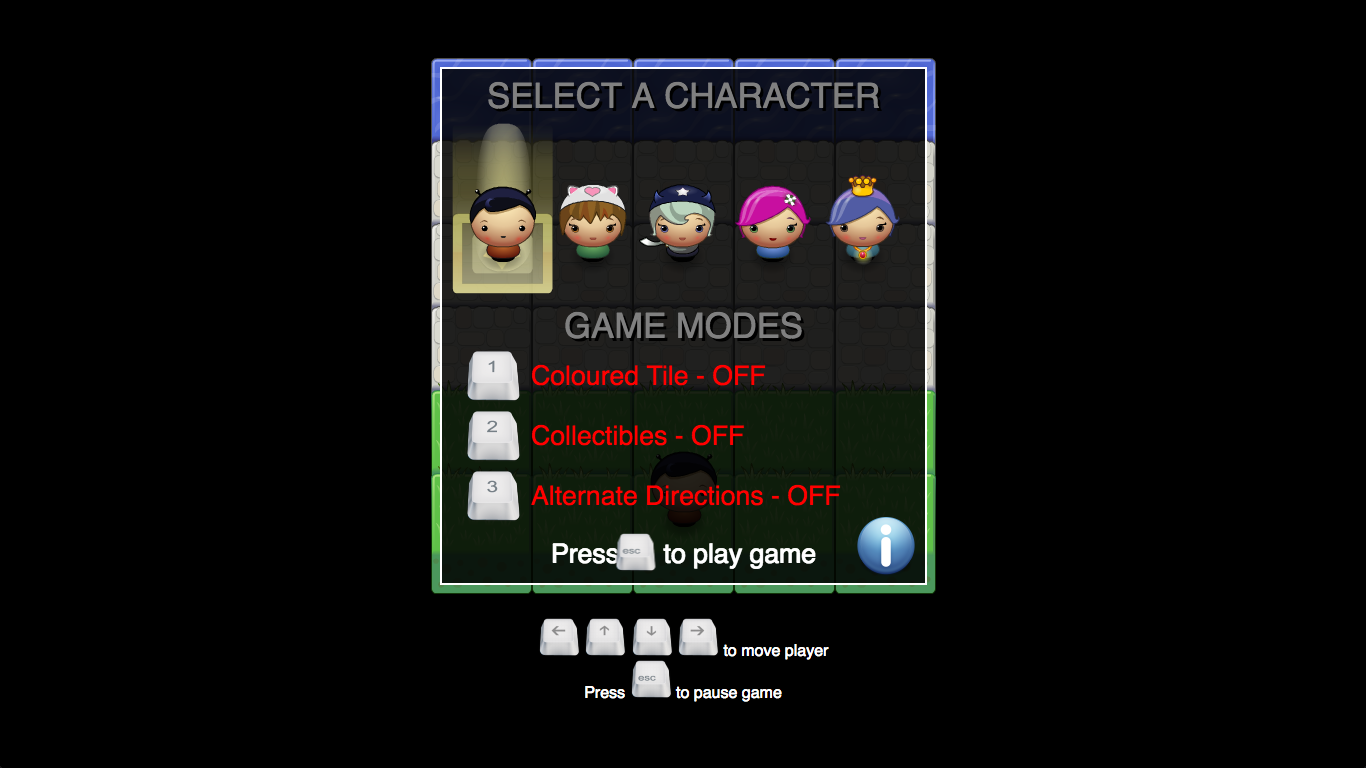 SELECT A CHARACTER
GAME MODES
1 Coloured Tile - OFF
2 Collectibles - OFF
3 Alternate Directions - OFF
Press esc to play game
i
← ↑ ↓ → to move player
Press esc to pause game